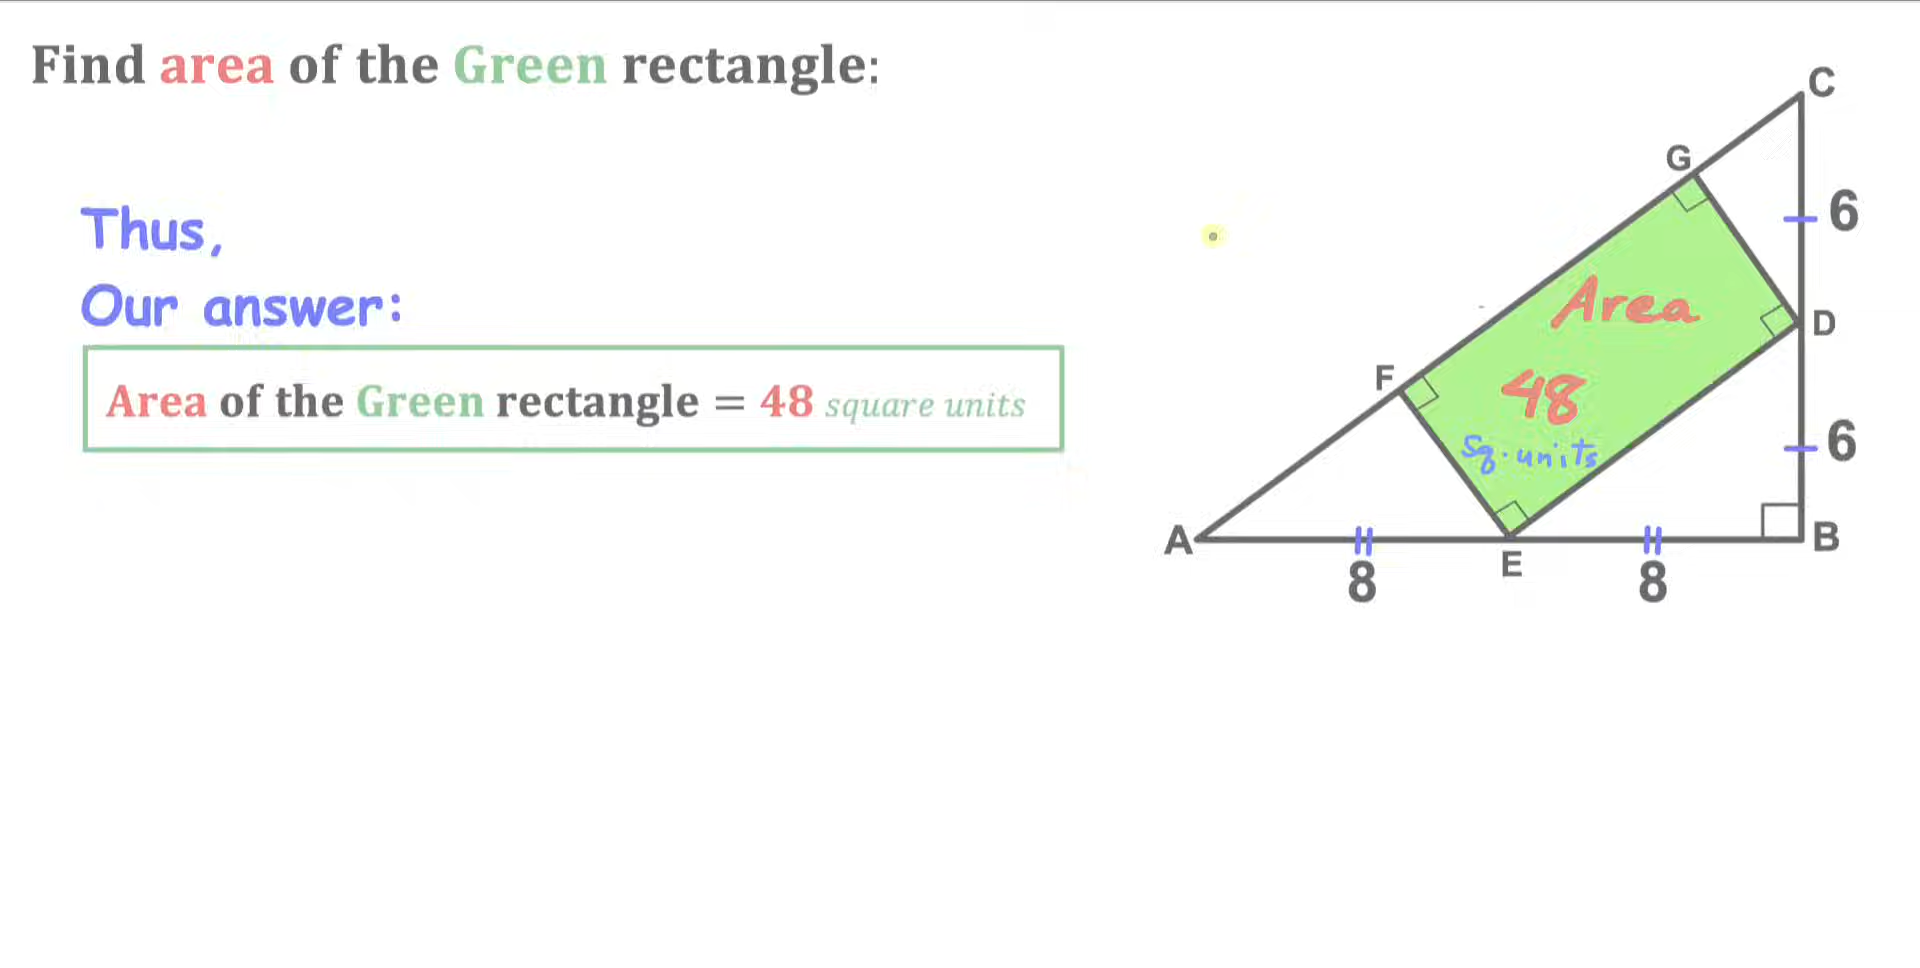 Find area of the Green rectangle:
Thus,
Our answer:
Area of the Green rectangle = 48 square units
C
G
6
Area
D
F
48
Sq. units
6
A
B
E
8
8